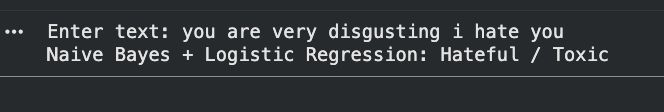 ••• Enter text: you are very disgusting i hate you
Naive Bayes + Logistic Regression: Hateful / Toxic